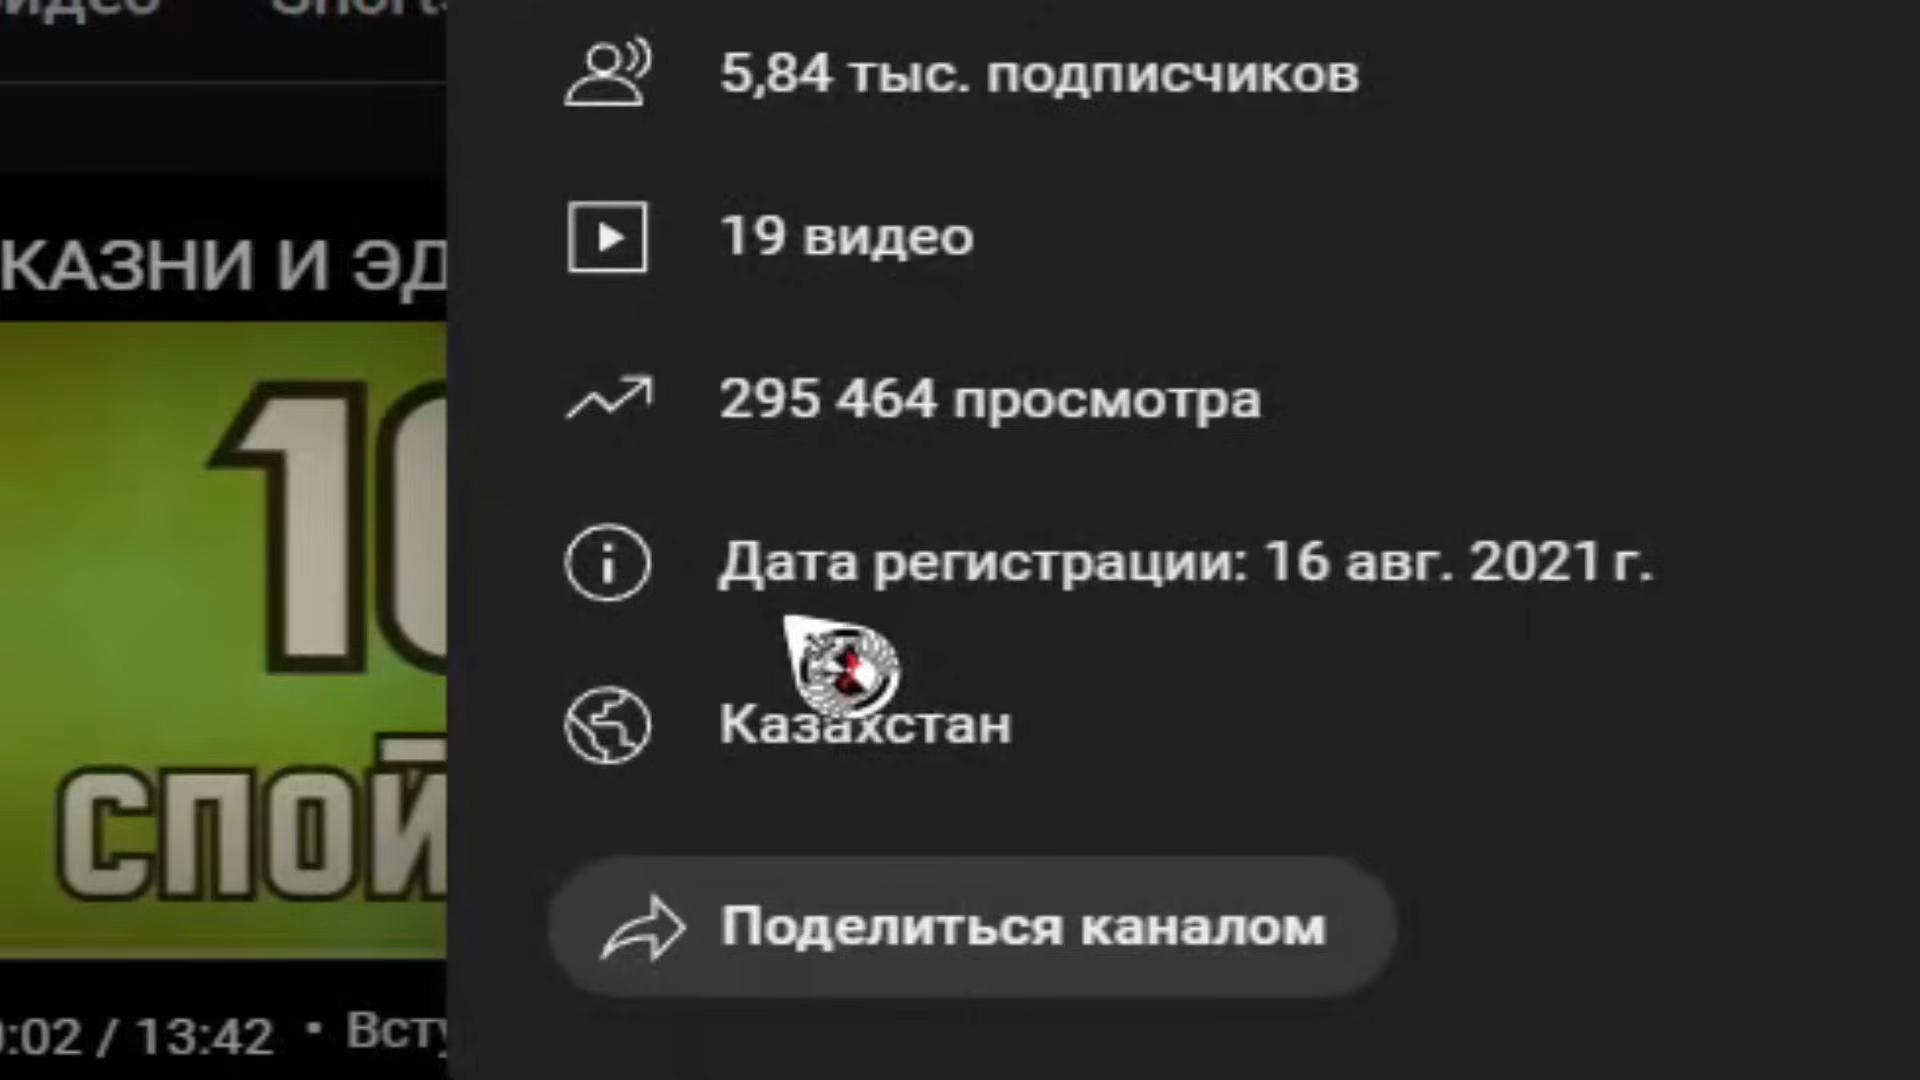 5,84 тыс. подписчиков
19 видео
КАЗНИ И ЭД
295 464 просмотра
10
Дата регистрации: 16 авг. 2021 г.
Казахстан
СПОЙ
Поделиться каналом
:02 / 13:42 • Всту